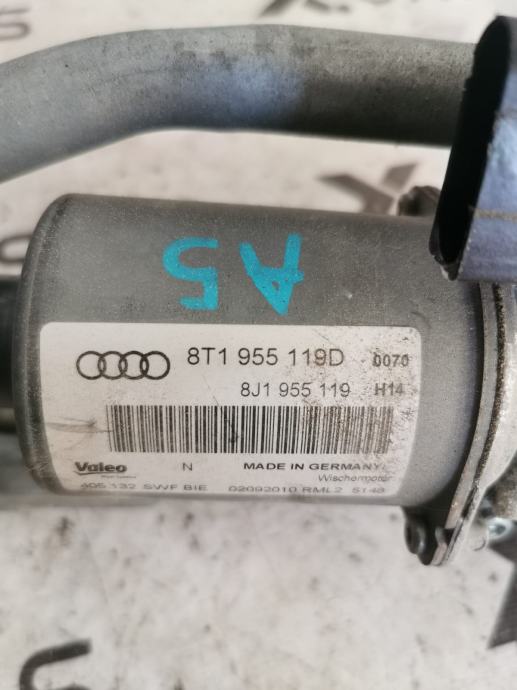 A5
8T1 955 119D 0070
8J1 955 119 H14
Valeo N MADE IN GERMANY
Wischermotor
405.132 SWF BIE 02092010 RML2 5148